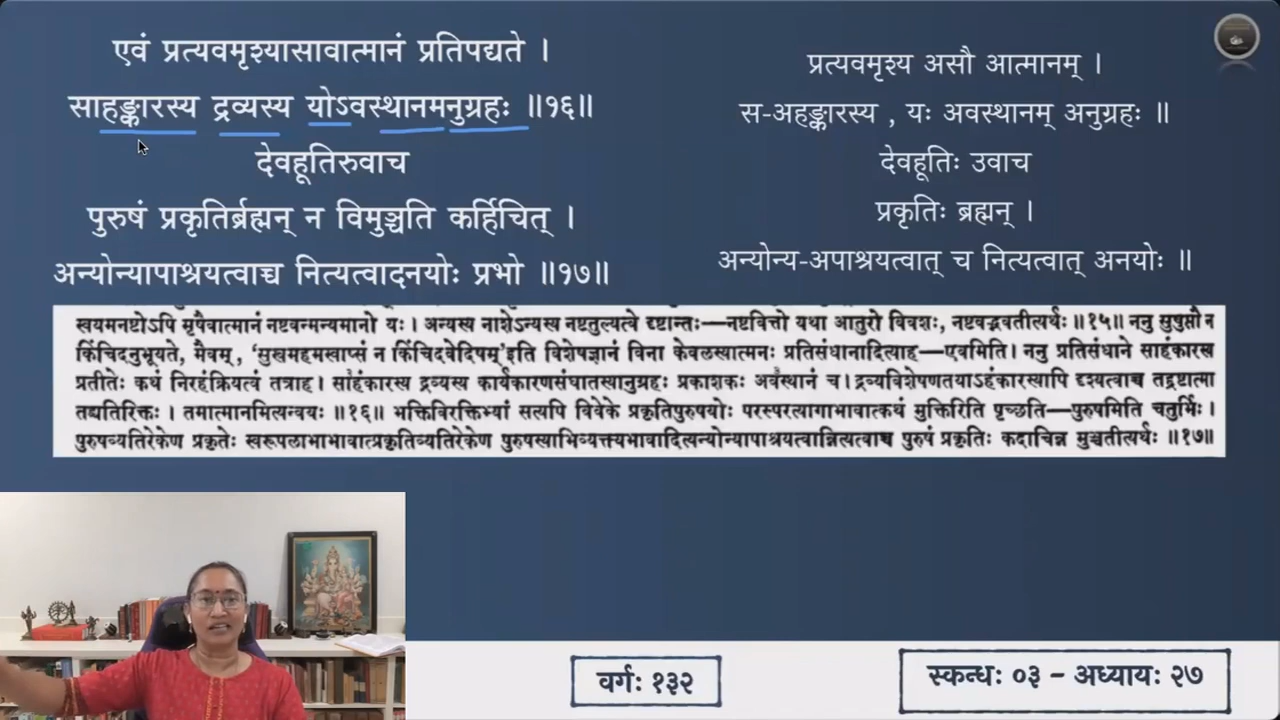 एवं प्रत्यवमृश्यासावात्मानं प्रतिपद्यते ।
साहङ्कारस्य द्रव्यस्य योऽवस्थानमनुग्रहः ॥१६॥
देवहूतिरुवाच
पुरुषं प्रकृतिर्ब्रह्मन् न विमुञ्चति कर्हिचित् ।
अन्योन्यापाश्रयत्वाच्च नित्यत्वादनयोः प्रभो ॥१७॥
प्रत्यवमृश्य असौ आत्मानम् ।
स-अहङ्कारस्य , यः अवस्थानम् अनुग्रहः ॥
देवहूतिः उवाच
प्रकृतिः ब्रह्मन् ।
अन्योन्य-अपाश्रयत्वात् च नित्यत्वात् अनयोः ॥
स्वयमनष्टोऽपि मृषैवात्मानं नष्टवन्मन्यमानो यः। अन्यस्य नाशेऽन्यस्य नष्टतुल्यत्वे दृष्टान्तः—नष्टवित्तो यथा आतुरो विवशः, नष्टवद्भवतीत्यर्थः॥१५॥ ननु सुषुप्तौ न
किंचिदनुभूयते, मैवम्, 'सुखमहमस्वाप्सं न किंचिदवेदिषम्'इति विशेषज्ञानं विना केवलस्यात्मनः प्रतिसंधानादित्याह—एवमिति। ननु प्रतिसंधाने साहंकारस्य
प्रतीतेः कथं निरहंक्रियत्वं तत्राह। साहंकारस्य द्रव्यस्य कार्यकारणसंघातस्यानुग्रहः प्रकाशकः अवस्थानं च। द्रव्यविशेषणतयाऽहंकारस्यापि दृश्यत्वाच्च तद्द्रष्टात्मा
तद्व्यतिरिक्तः। तमात्मानमित्यन्वयः॥१६॥ भक्तिविरक्तिभ्यां सत्यपि विवेके प्रकृतिपुरुषयोः परस्परत्यागाभावात्कथं मुक्तिरिति पृच्छति—पुरुषमिति चतुर्भिः।
पुरुषव्यतिरेकेण प्रकृतेः स्वरूपलाभाभावात्प्रकृतिव्यतिरेकेण पुरुषस्याभिव्यक्त्यभावादित्यन्योन्यापाश्रयत्वान्नित्यत्वाच्च पुरुषं प्रकृतिः कदाचिन्न मुञ्चतीत्यर्थः॥१७॥
वर्गः १३२
स्कन्धः ०३ – अध्यायः २७